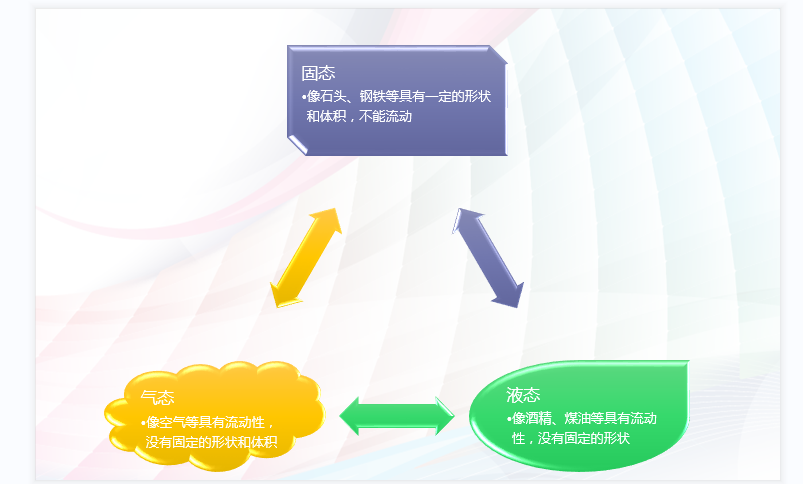 固态
•像石头、钢铁等具有一定的形状
和体积，不能流动
气态
•像空气等具有流动性，
没有固定的形状和体积
液态
•像酒精、煤油等具有流动
性，没有固定的形状